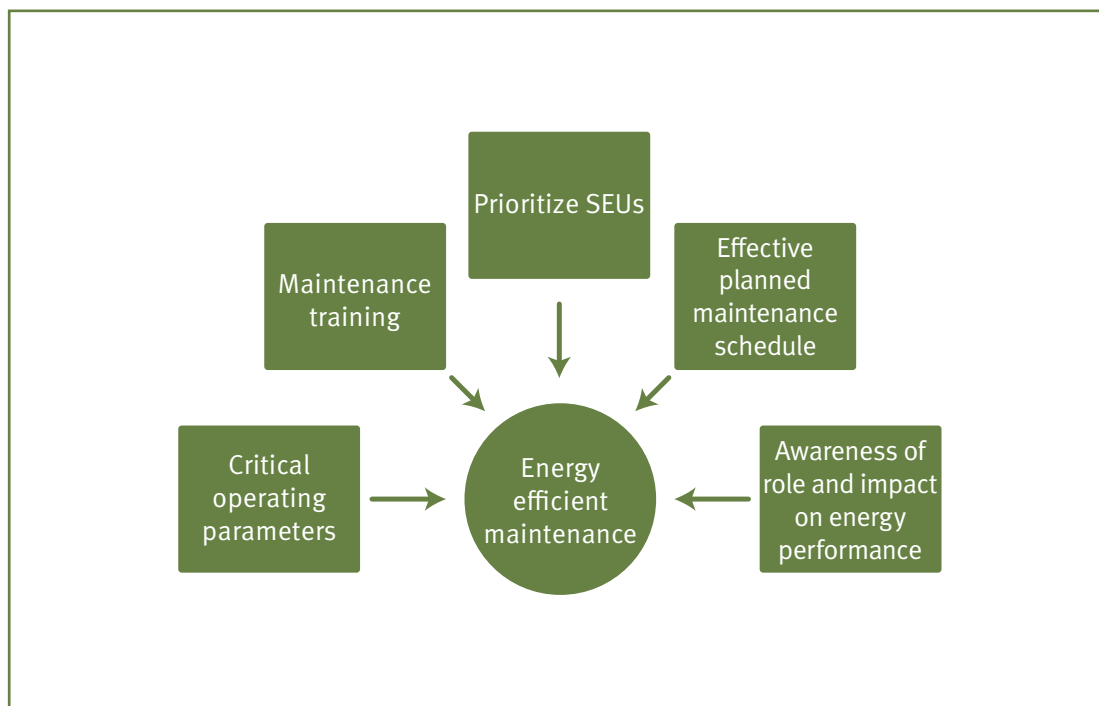 Prioritize SEUs
Maintenance
training
Effective
planned
maintenance
schedule
Critical
operating
parameters
Energy
efficient
maintenance
Awareness of
role and impact
on energy
performance